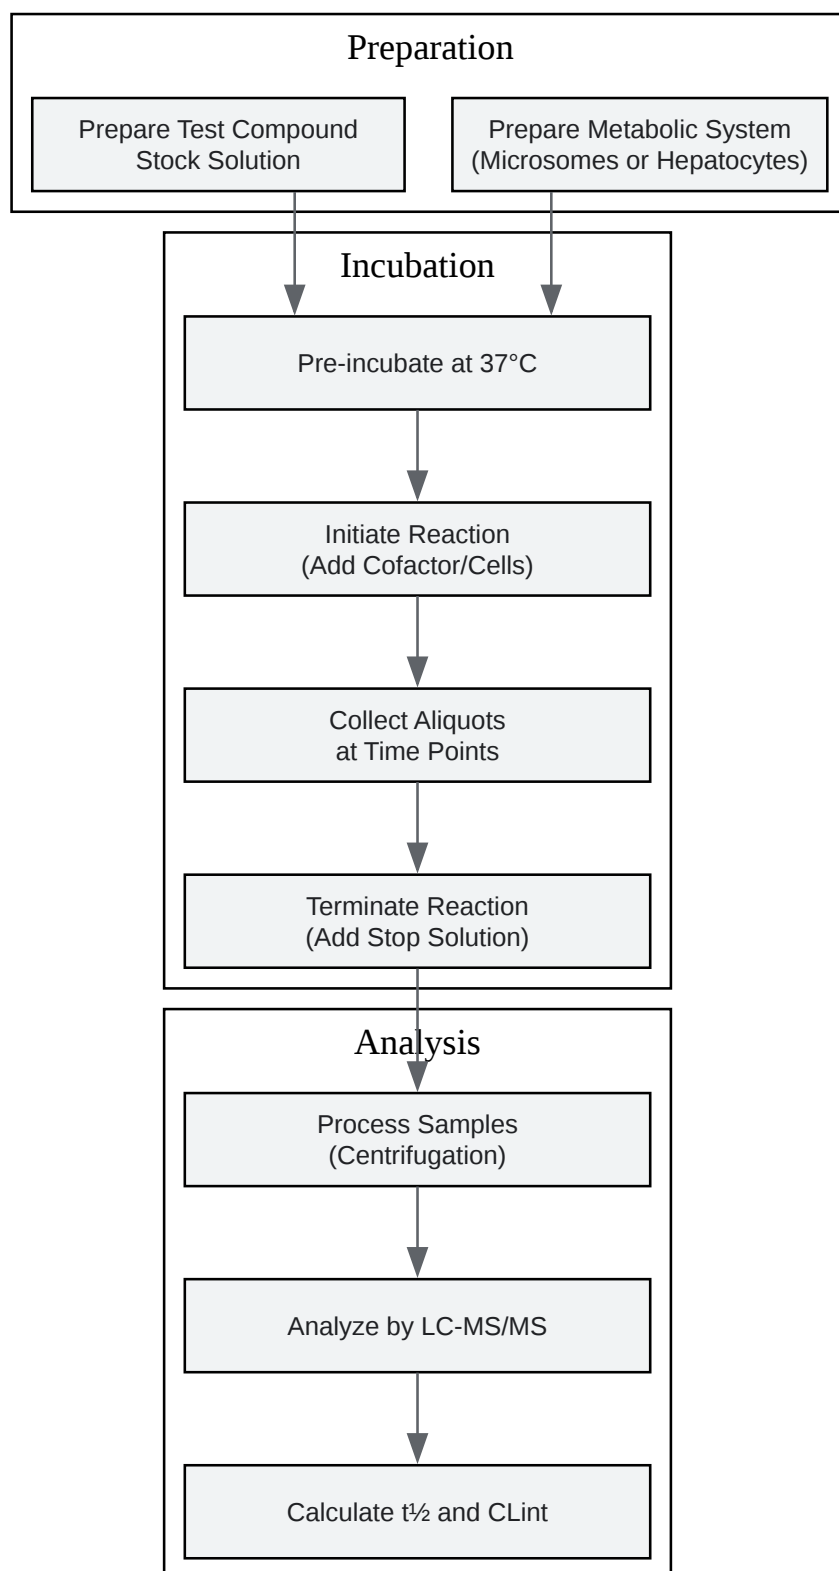 Preparation
Prepare Test Compound
Stock Solution
Prepare Metabolic System
(Microsomes or Hepatocytes)
Incubation
Pre-incubate at 37°C
Initiate Reaction
(Add Cofactor/Cells)
Collect Aliquots
at Time Points
Terminate Reaction
(Add Stop Solution)
Analysis
Process Samples
(Centrifugation)
Analyze by LC-MS/MS
Calculate t½ and CLint